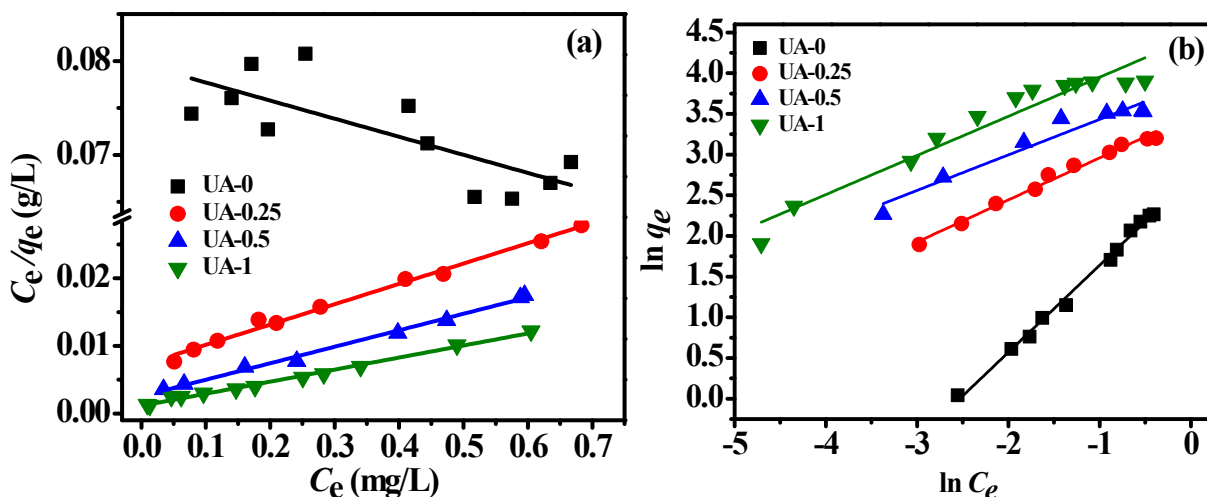 (a)
0.08
0.07
0.02
0.01
0.00
Ce/qe (g/L)
UA-0
UA-0.25
UA-0.5
UA-1
0.0 0.1 0.2 0.3 0.4 0.5 0.6 0.7
Ce (mg/L)
(b)
4.5
4.0
3.5
3.0
2.5
2.0
1.5
1.0
0.5
0.0
ln qe
UA-0
UA-0.25
UA-0.5
UA-1
-5 -4 -3 -2 -1 0
ln Ce